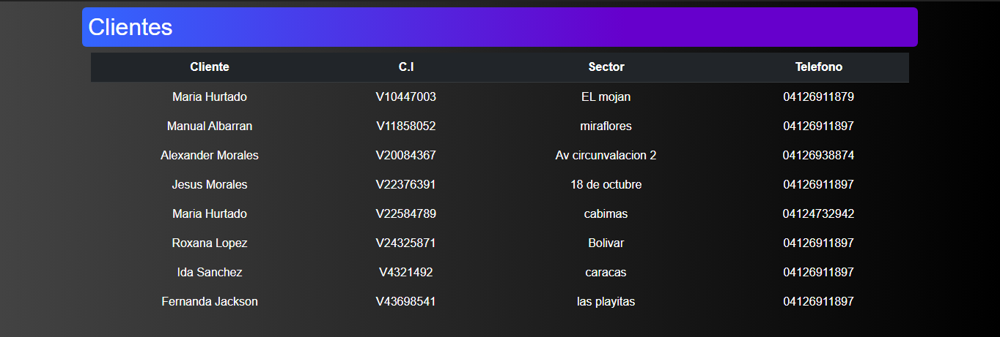 Clientes
Cliente C.I Sector Telefono
Maria Hurtado V10447003 EL mojan 04126911879
Manual Albarran V11858052 miraflores 04126911897
Alexander Morales V20084367 Av circunvalacion 2 04126938874
Jesus Morales V22376391 18 de octubre 04126911897
Maria Hurtado V22584789 cabimas 04124732942
Roxana Lopez V24325871 Bolivar 04126911897
Ida Sanchez V4321492 caracas 04126911897
Fernanda Jackson V43698541 las playitas 04126911897